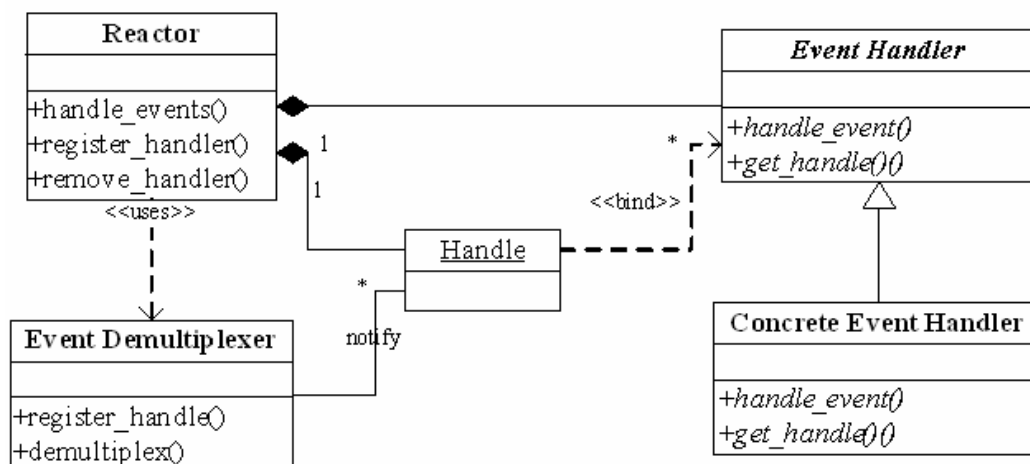 Reactor
+handle_events()
+register_handler()
+remove_handler()
<<uses>>
1
1
Event Handler
+handle_event()
+get_handle()()
*
<<bind>>
Handle
*
notify
Event Demultiplexer
+register_handle()
+demultiplex()
Concrete Event Handler
+handle_event()
+get_handle()()